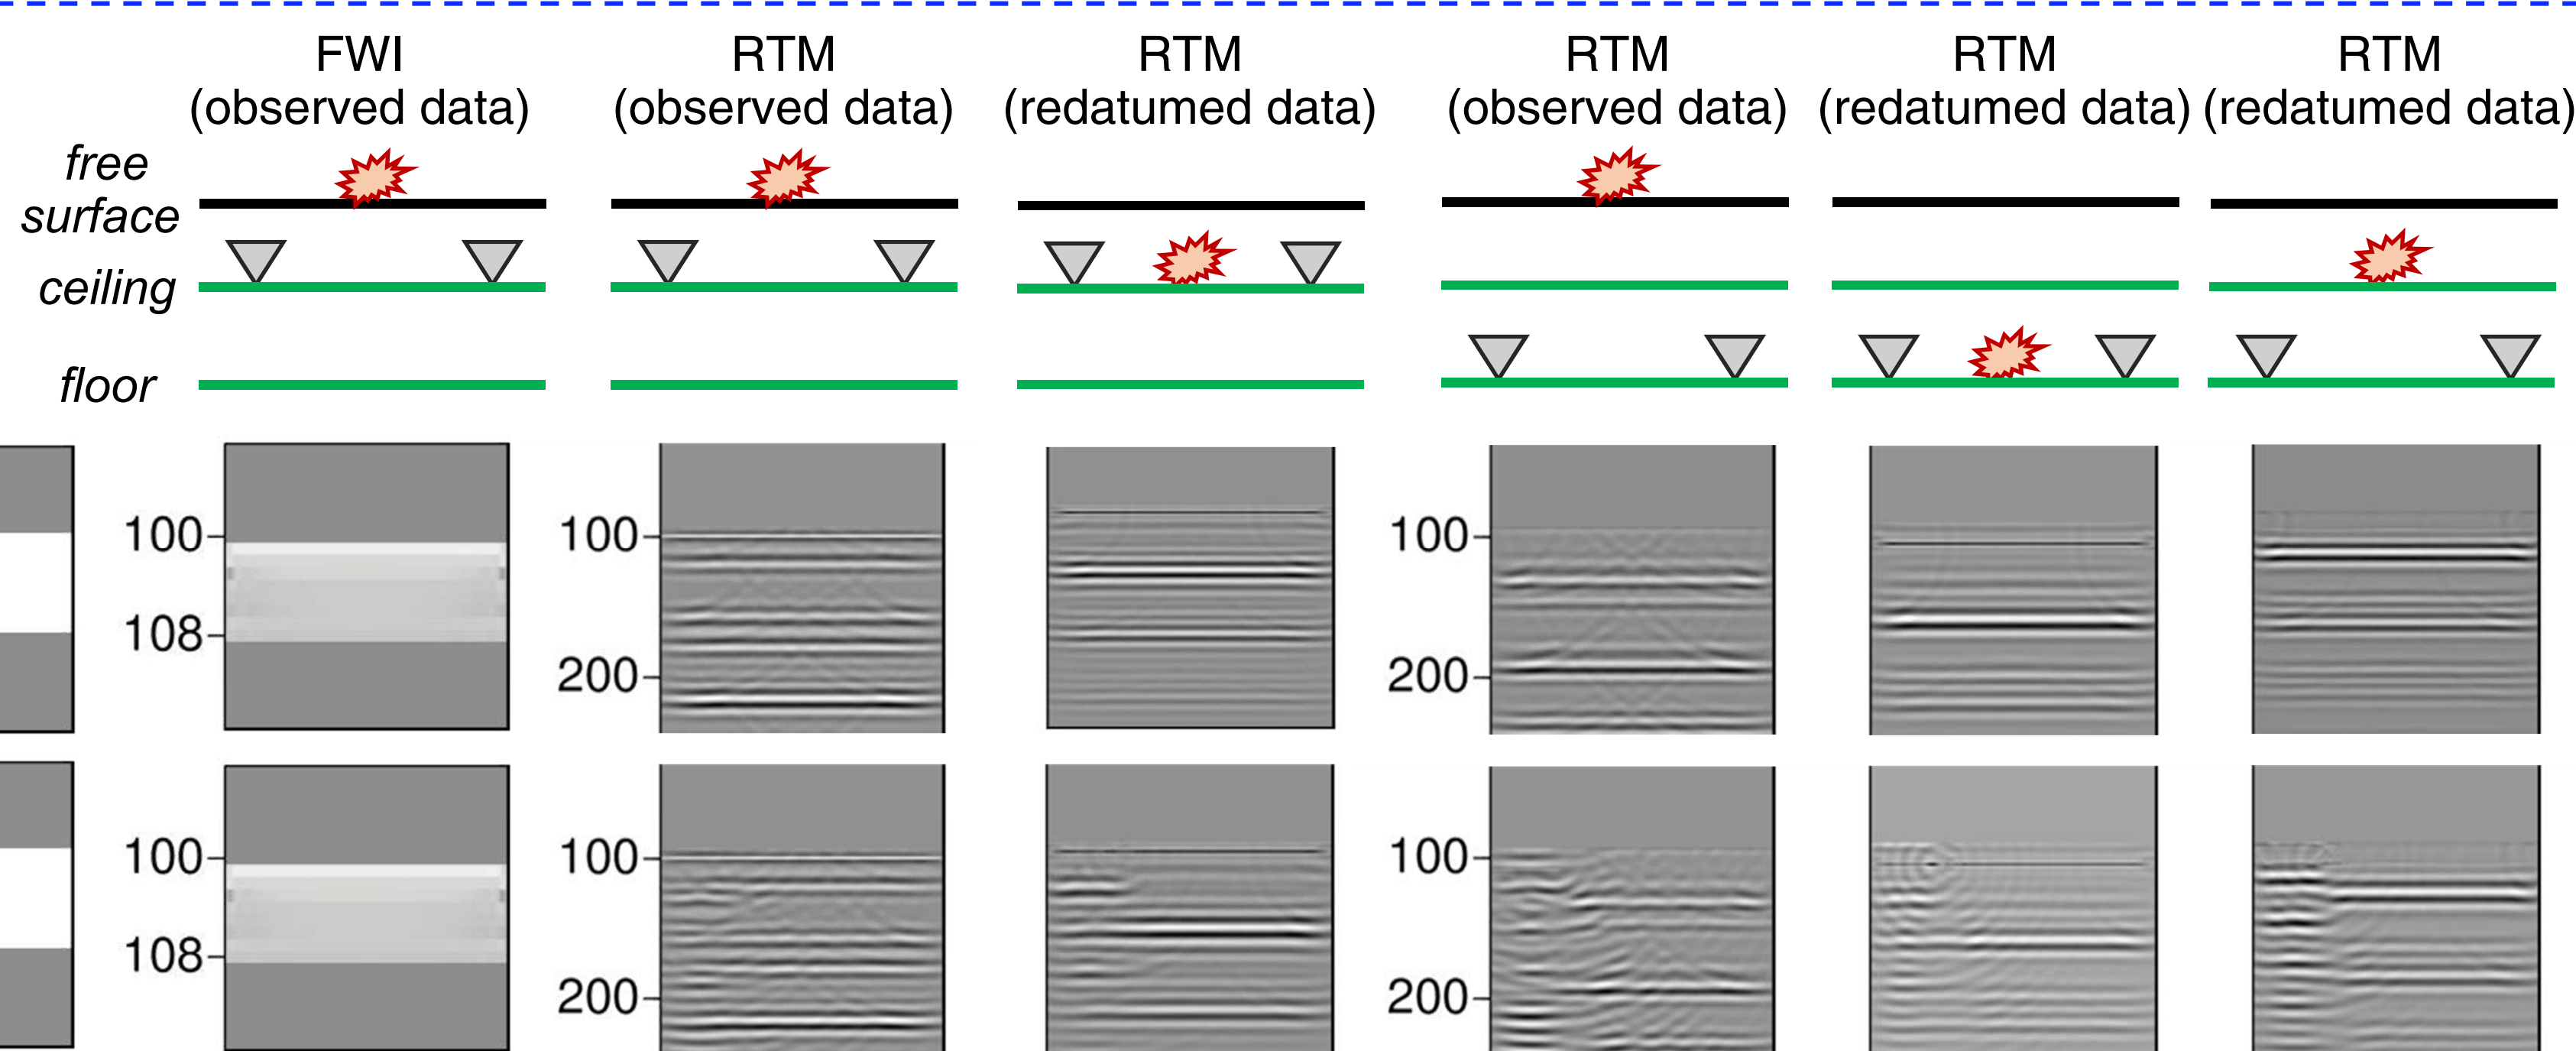 FWI RTM RTM RTM RTM RTM
(observed data) (observed data) (redatumed data) (observed data) (redatumed data) (redatumed data)
free
surface
ceiling
floor
100 100 100
108 200 200
100 100 100
108 200 200